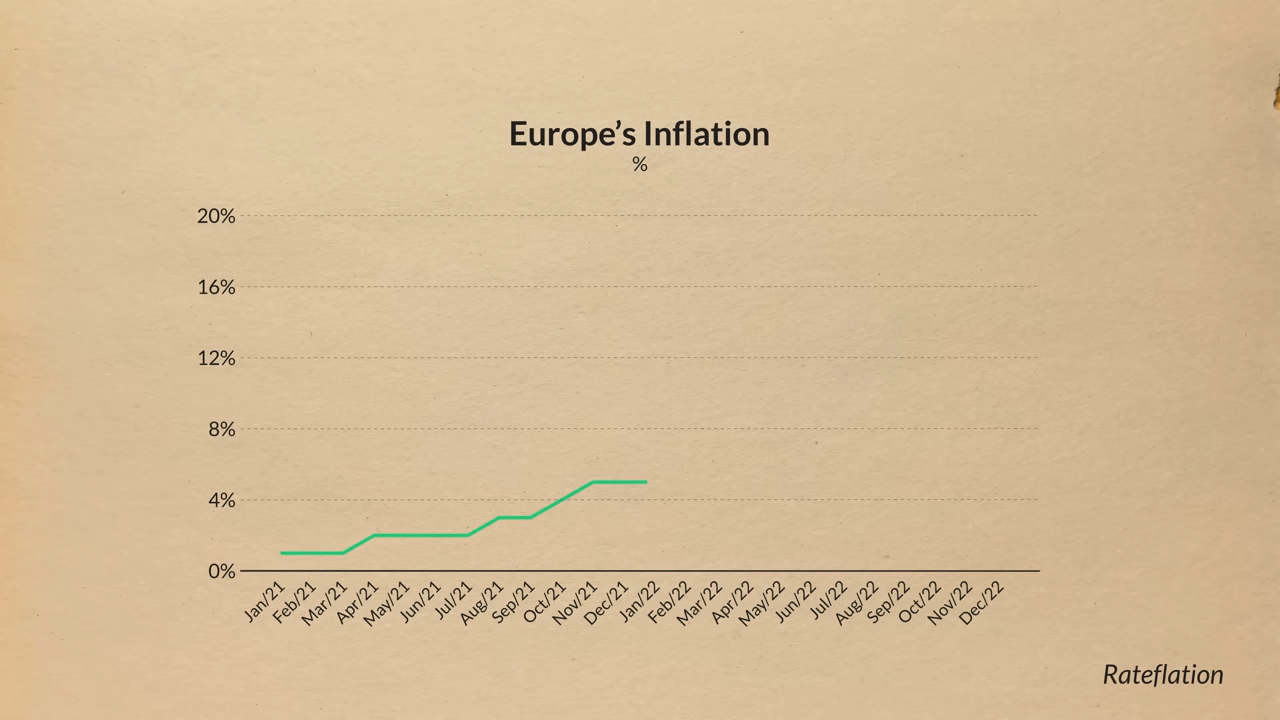 Europe's Inflation
%
20%
16%
12%
8%
4%
0%
Jan/21 Feb/21 Mar/21 Apr/21 May/21 Jun/21 Jul/21 Aug/21 Sep/21 Oct/21 Nov/21 Dec/21 Jan/22 Feb/22 Mar/22 Apr/22 May/22 Jun/22 Jul/22 Aug/22 Sep/22 Oct/22 Nov/22 Dec/22
Rateflation